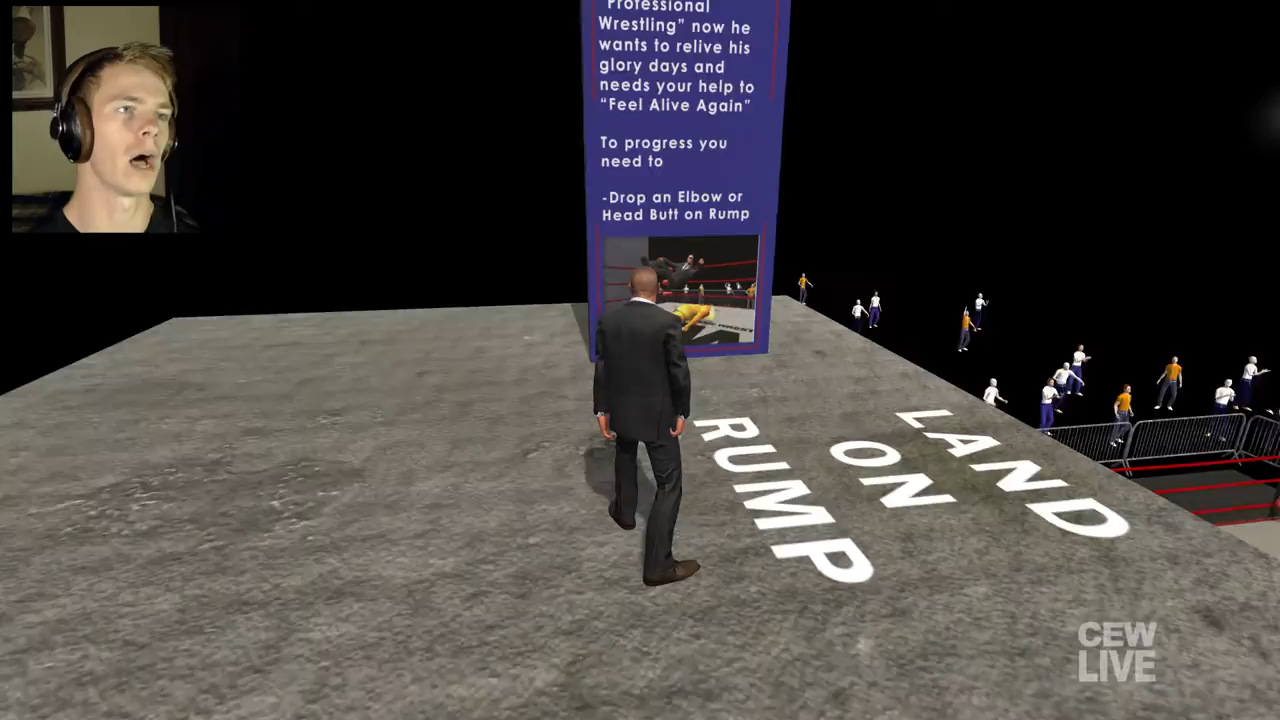 "Professional
Wrestling" now he
wants to relive his
glory days and
needs your help to
"Feel Alive Again"
To progress you
need to
-Drop an Elbow or
Head Butt on Rump
LAND
ON
RUMP
CEW
LIVE